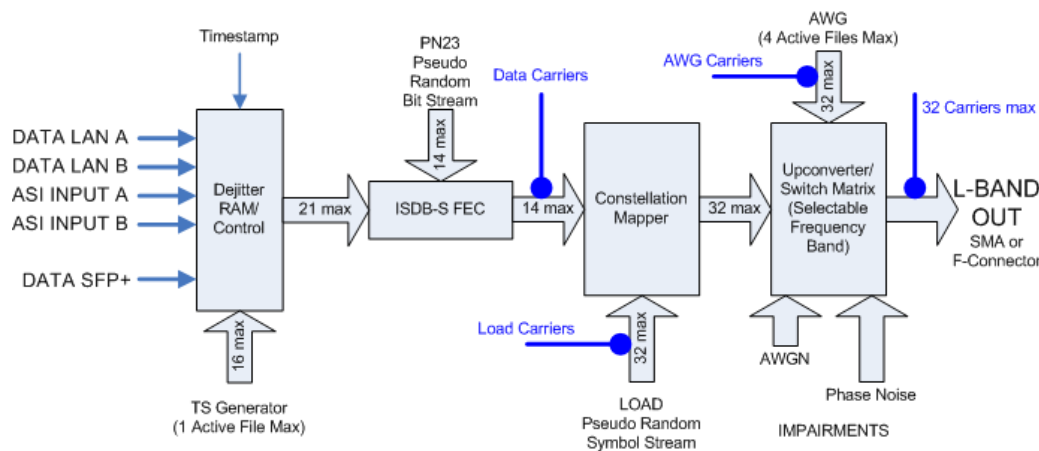 AWG
(4 Active Files Max)
Timestamp
PN23
Pseudo
Random
Bit Stream
Data Carriers
AWG Carriers
32 max
32 Carriers max
14 max
DATA LAN A
DATA LAN B
ASI INPUT A
ASI INPUT B
DATA SFP+
Dejitter
RAM/
Control
21 max
ISDB-S FEC
14 max
Constellation
Mapper
32 max
Upconverter/
Switch Matrix
(Selectable
Frequency
Band)
L-BAND
OUT
SMA or
F-Connector
16 max
Load Carriers
32 max
AWGN
Phase Noise
TS Generator
(1 Active File Max)
LOAD
Pseudo Random
Symbol Stream
IMPAIRMENTS